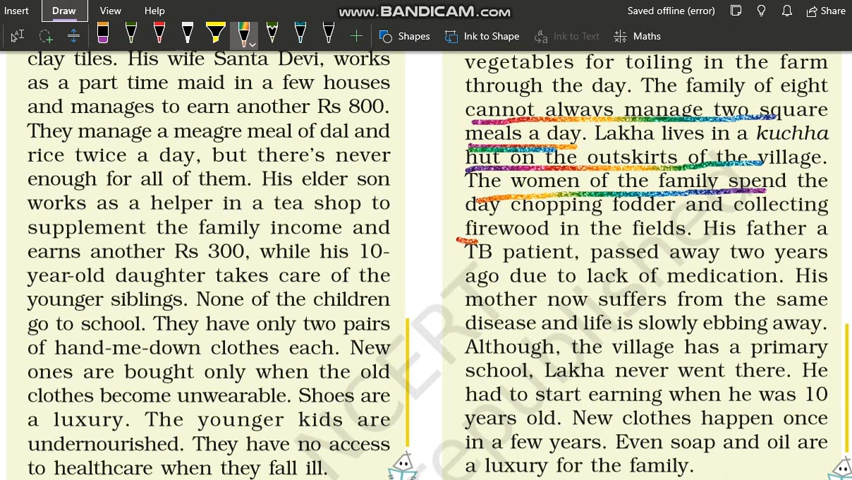 www.BANDICAM.com
Insert Draw View Help Saved offline (error) Share
Shapes Ink to Shape Ink to Text Maths
clay tiles. His wife Santa Devi, works
as a part time maid in a few houses
and manages to earn another Rs 800.
They manage a meagre meal of dal and
rice twice a day, but there's never
enough for all of them. His elder son
works as a helper in a tea shop to
supplement the family income and
earns another Rs 300, while his 10-
year-old daughter takes care of the
younger siblings. None of the children
go to school. They have only two pairs
of hand-me-down clothes each. New
ones are bought only when the old
clothes become unwearable. Shoes are
a luxury. The younger kids are
undernourished. They have no access
to healthcare when they fall ill.
vegetables for toiling in the farm
through the day. The family of eight
cannot always manage two square
meals a day. Lakha lives in a kuchha
hut on the outskirts of the village.
The women of the family spend the
day chopping fodder and collecting
firewood in the fields. His father a
TB patient, passed away two years
ago due to lack of medication. His
mother now suffers from the same
disease and life is slowly ebbing away.
Although, the village has a primary
school, Lakha never went there. He
had to start earning when he was 10
years old. New clothes happen once
in a few years. Even soap and oil are
a luxury for the family.
NCERT
republished